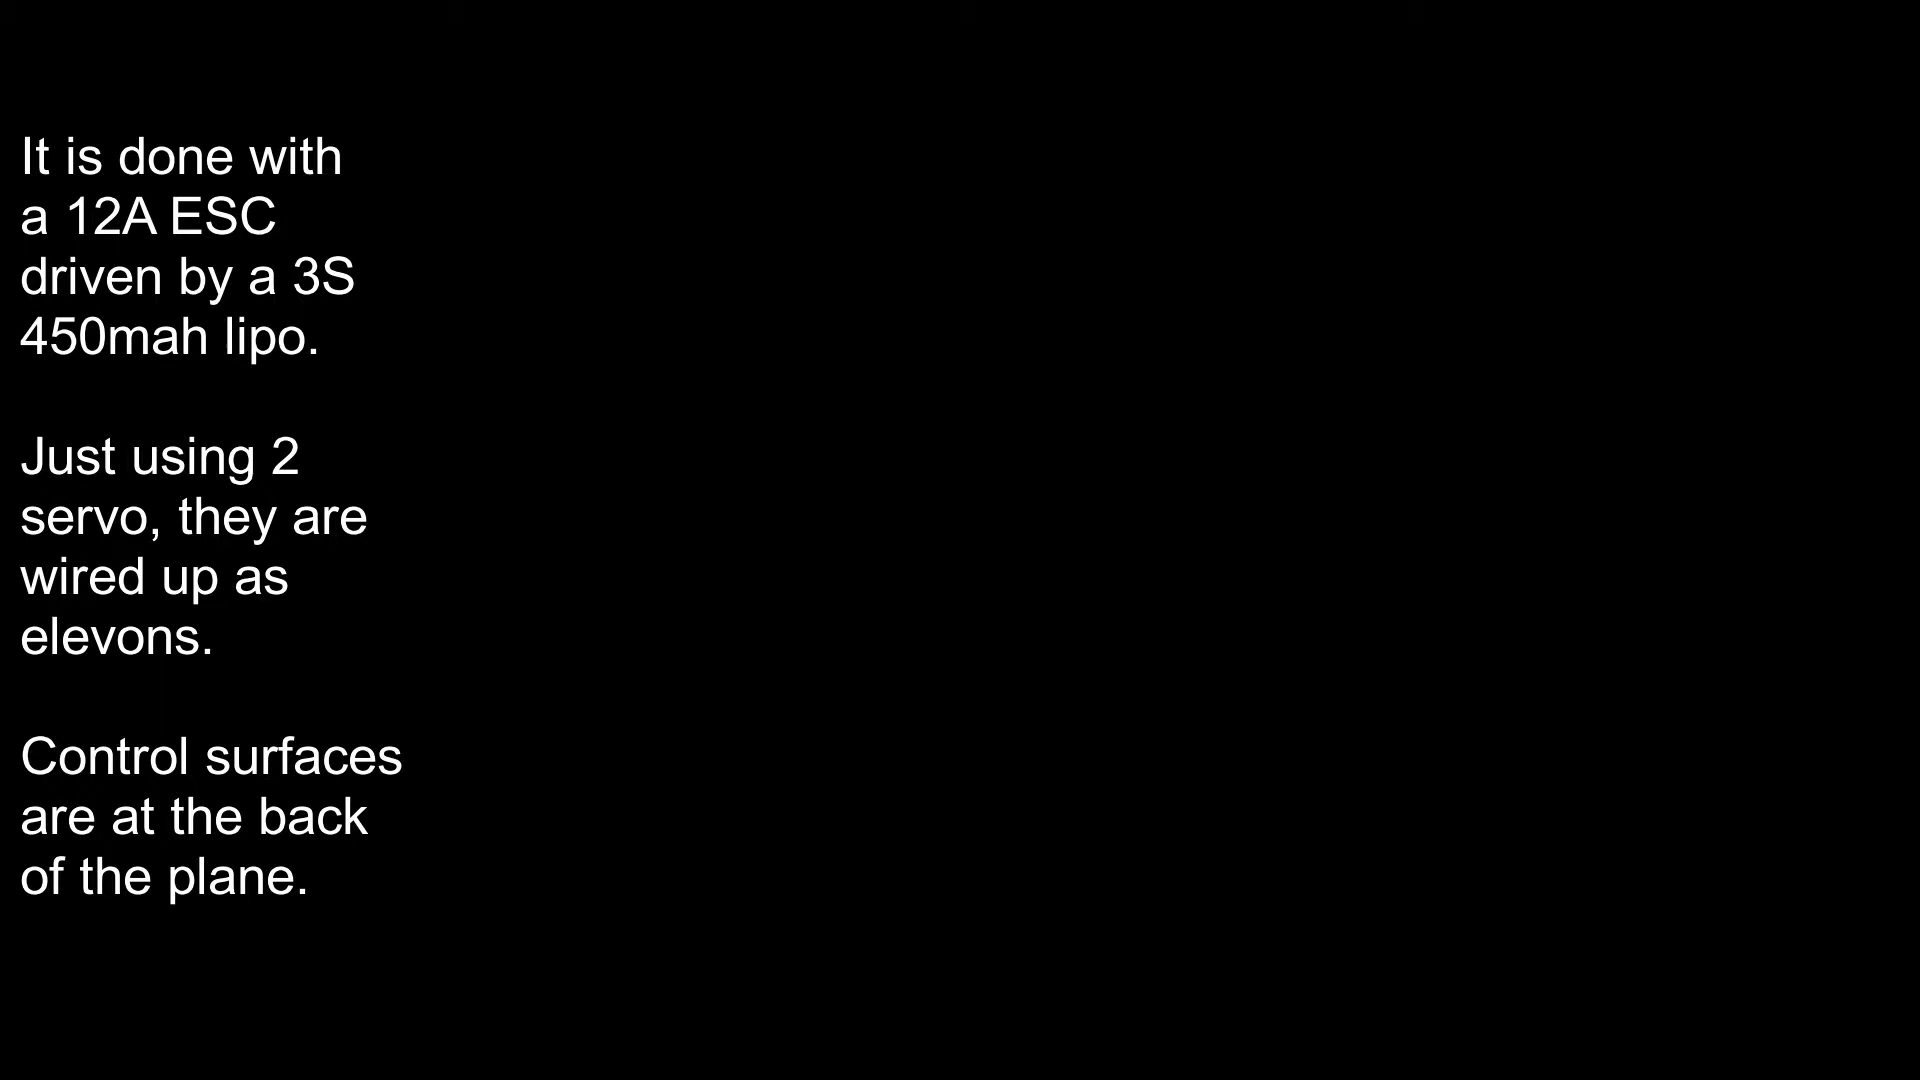 It is done with
a 12A ESC
driven by a 3S
450mah lipo.
Just using 2
servo, they are
wired up as
elevons.
Control surfaces
are at the back
of the plane.